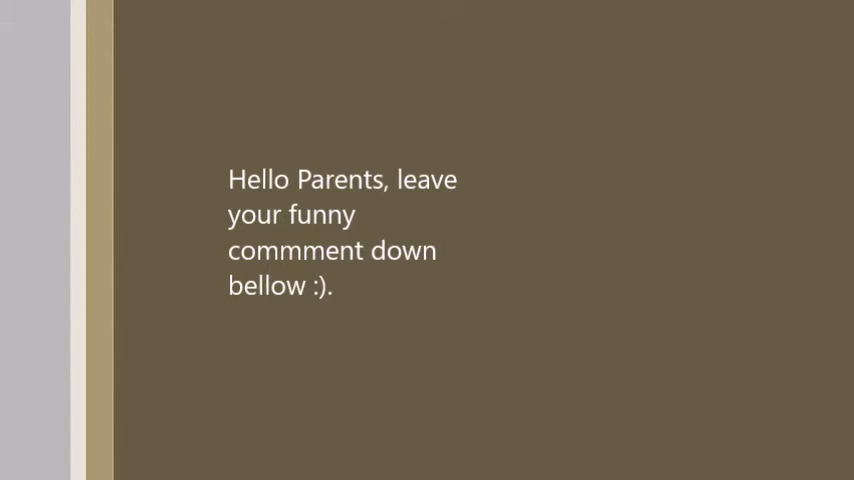 Hello Parents, leave
your funny
commment down
bellow :).